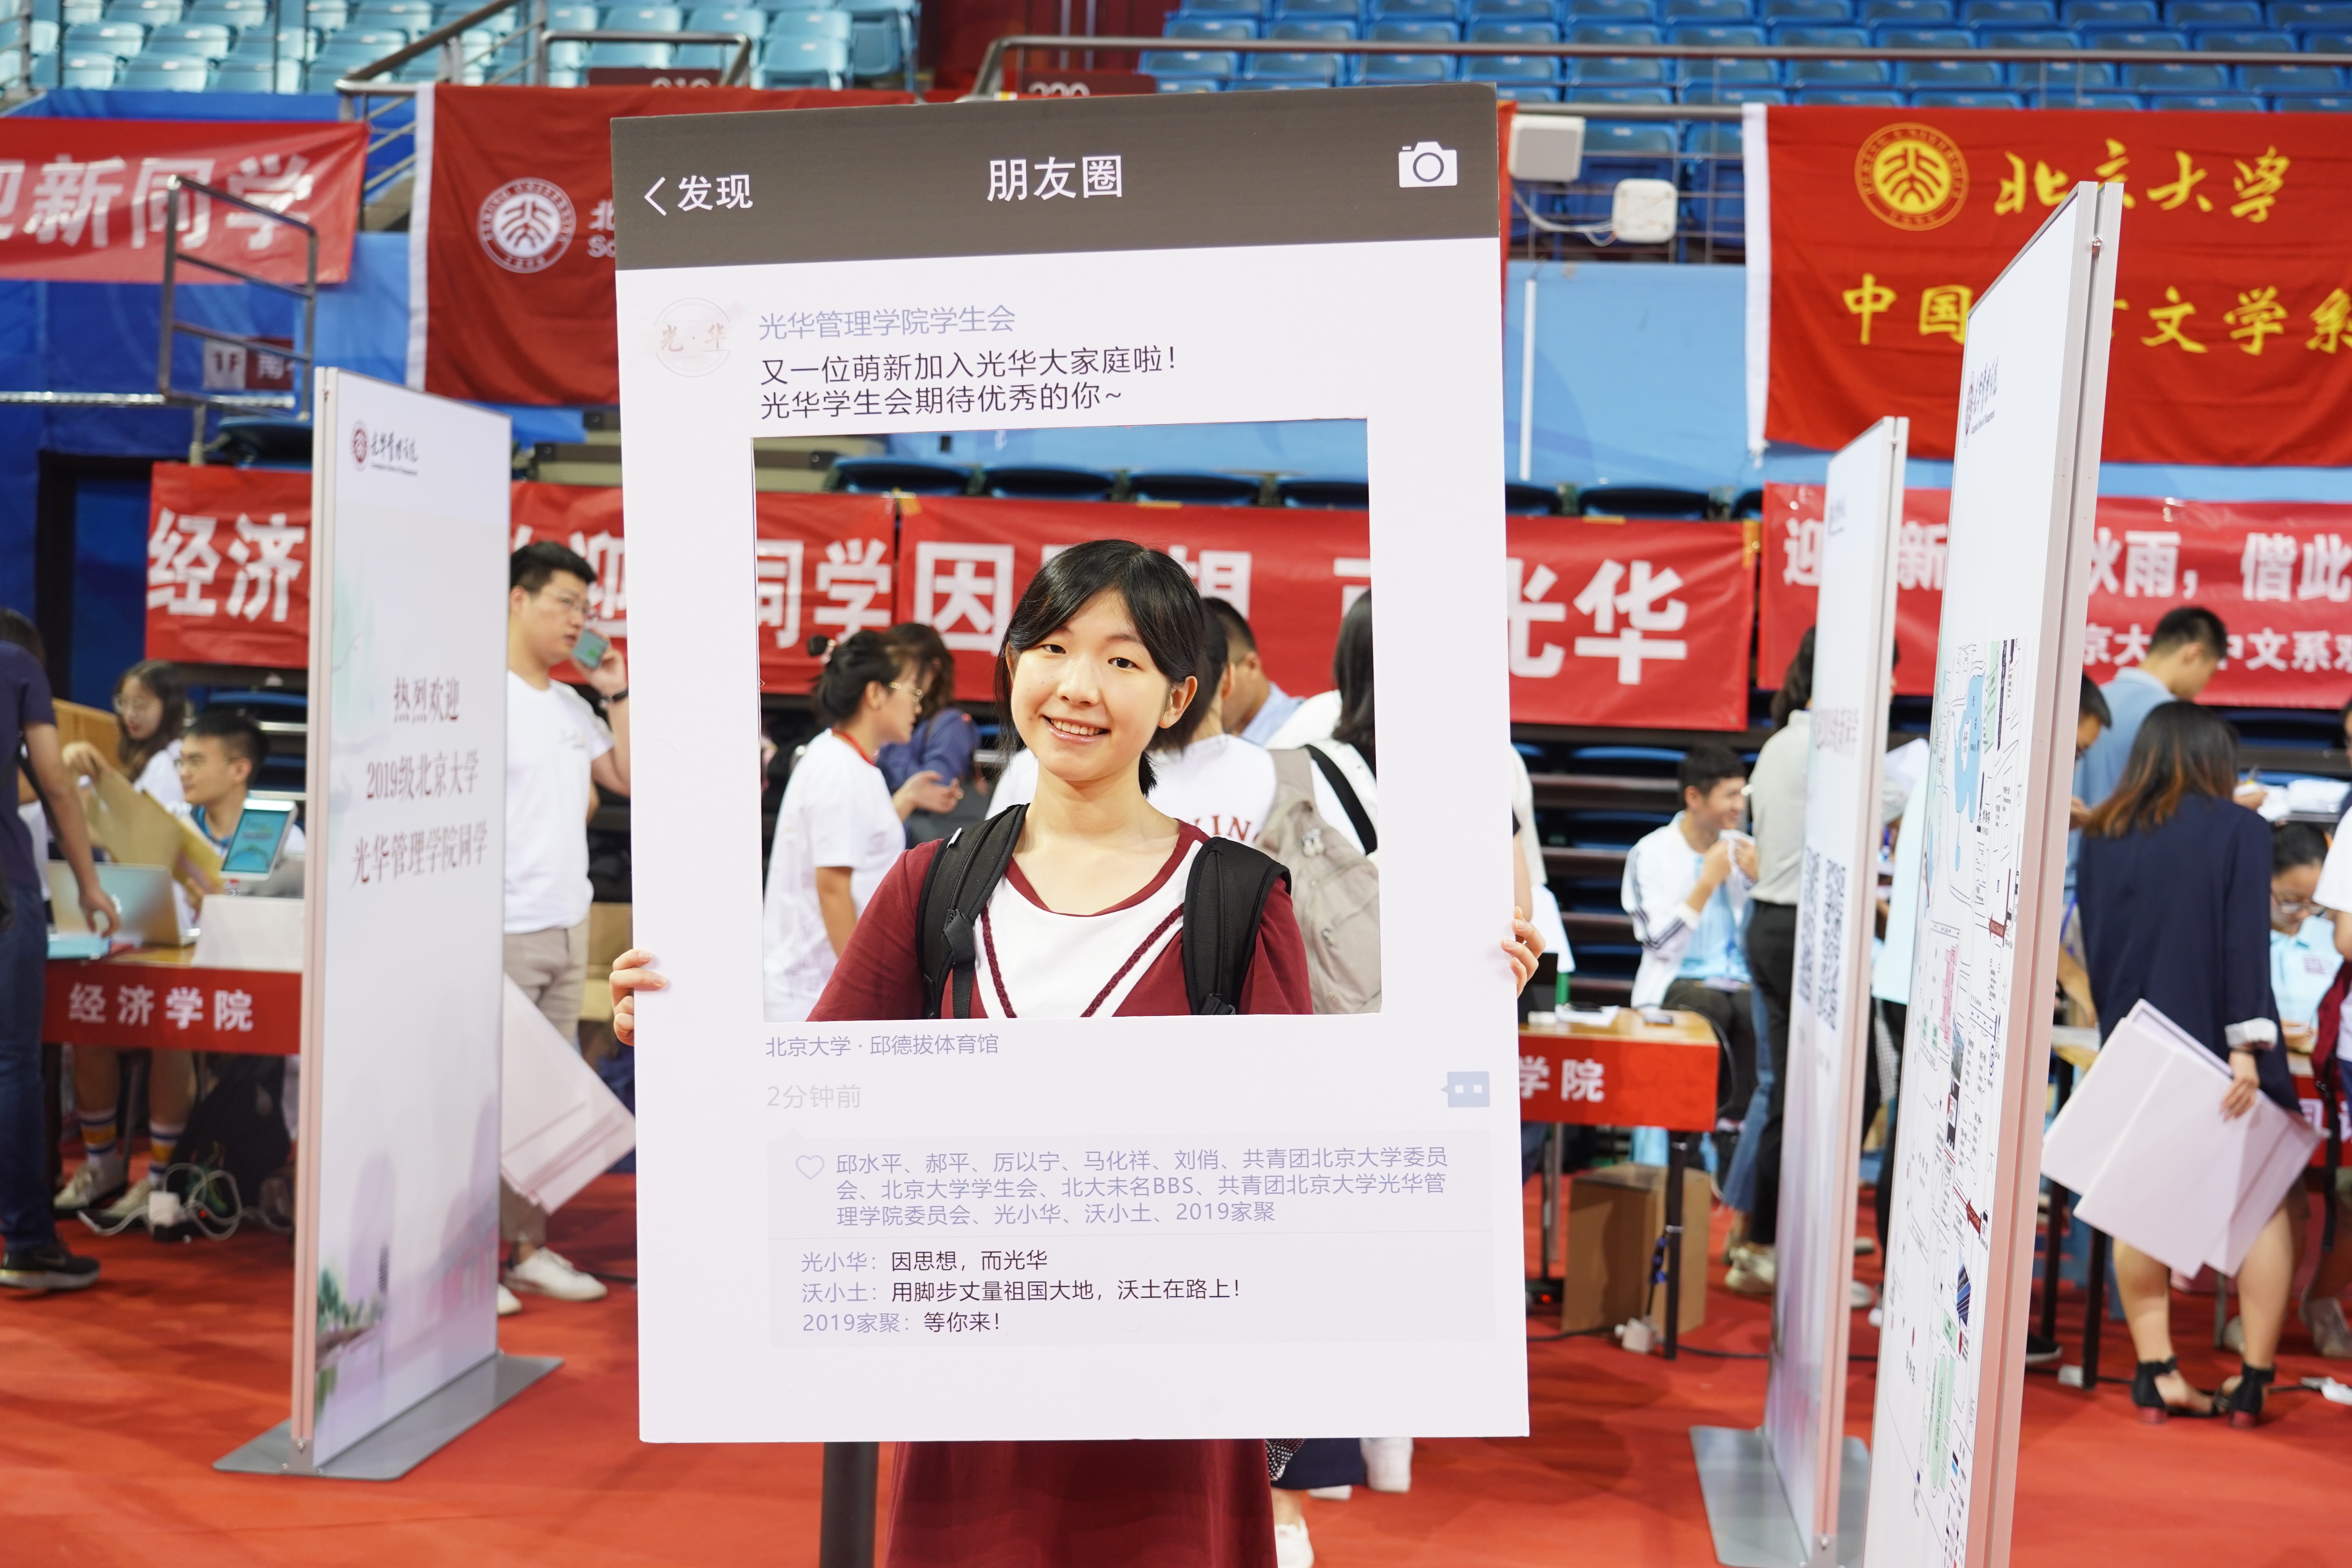 迎新同学
北京大学
< 发现
朋友圈
光华管理学院学生会
又一位萌新加入光华大家庭啦！
光华学生会期待优秀的你~
光·华
中国
文学系
光华管理学院
经济
迎
同学
因
想
而
光华
迎
新
秋雨，偕此
京大
中文系欢
热烈欢迎
2019级北京大学
光华管理学院同学
1F
经济学院
学院
北京大学·邱德拔体育馆
2分钟前
邱水平、郝平、厉以宁、马化祥、刘俏、共青团北京大学委员
会、北京大学学生会、北大未名BBS、共青团北京大学光华管
理学院委员会、光小华、沃小土、2019家聚
光小华：因思想，而光华
沃小土：用脚步丈量祖国大地，沃土在路上！
2019家聚：等你来！